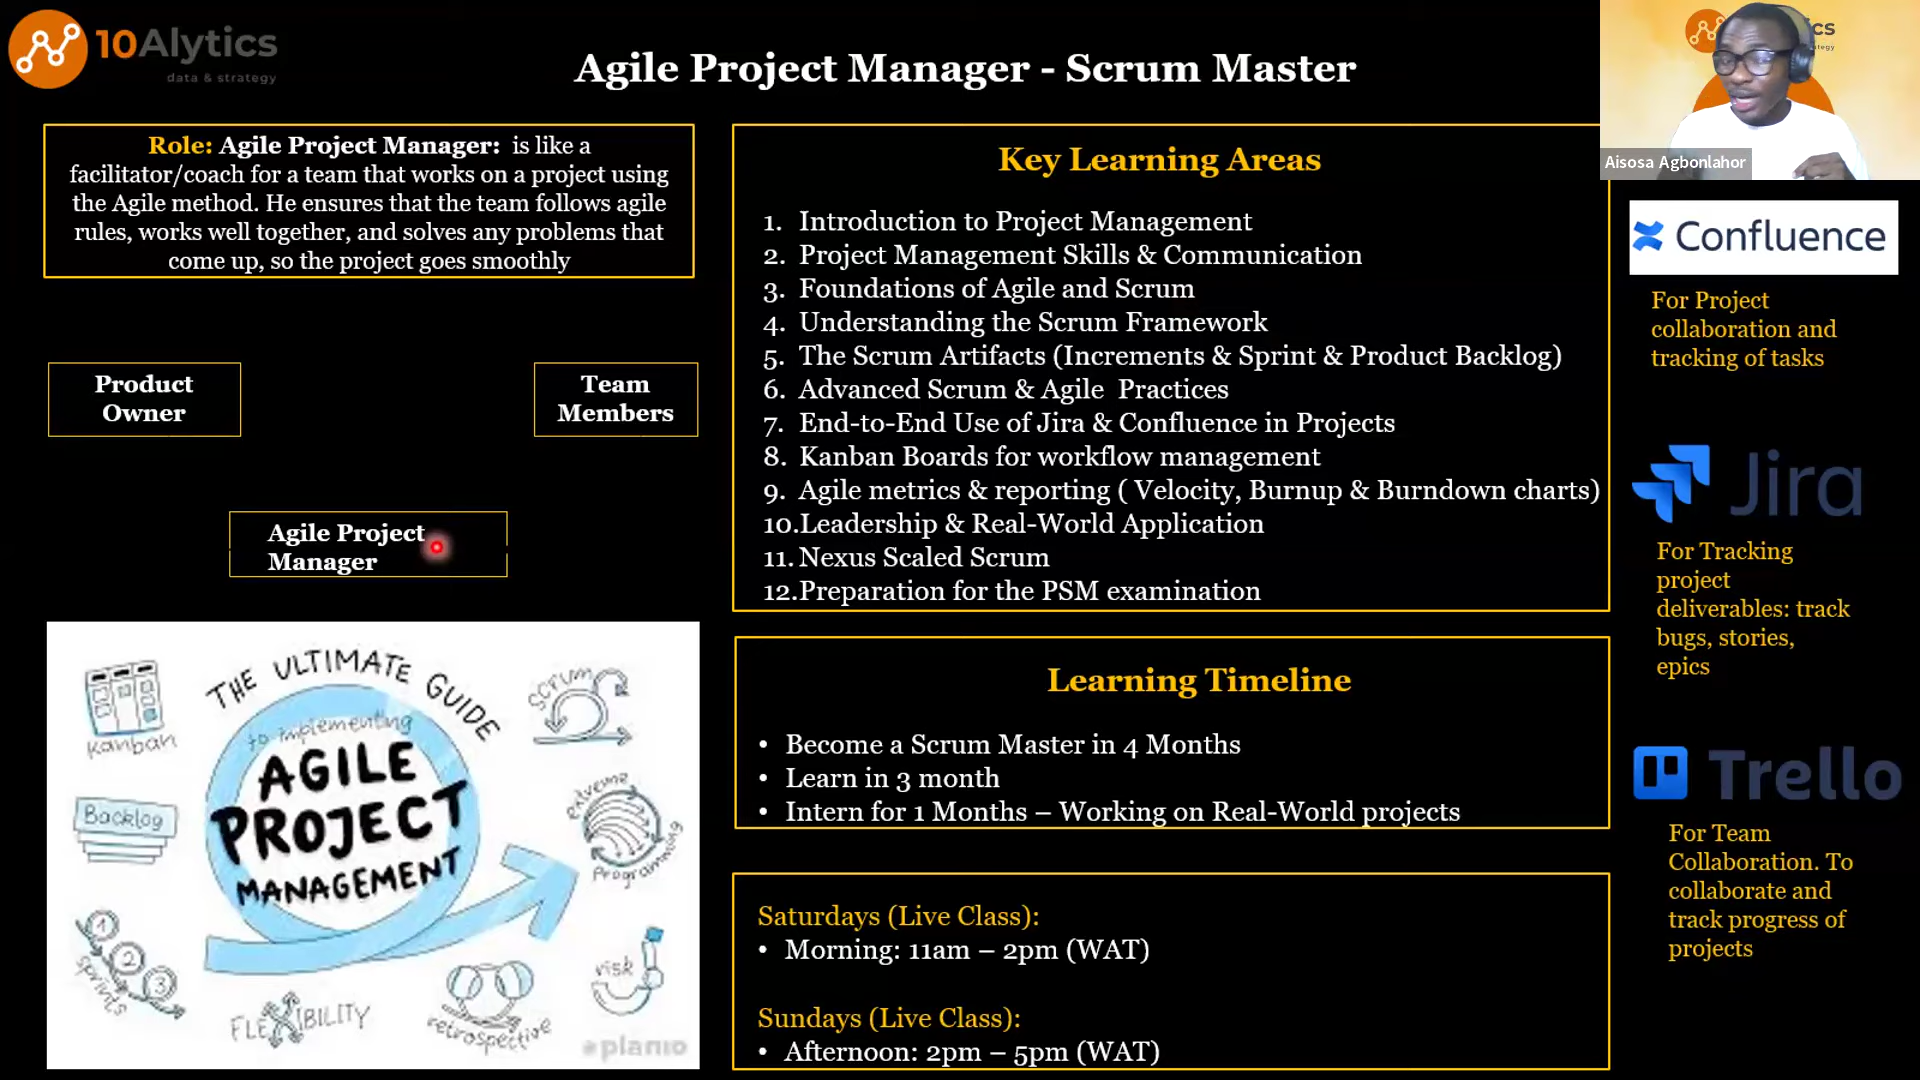 10Alytics
data & strategy
Agile Project Manager - Scrum Master
Role: Agile Project Manager: is like a
facilitator/coach for a team that works on a project using
the Agile method. He ensures that the team follows agile
rules, works well together, and solves any problems that
come up, so the project goes smoothly
Product
Owner
Team
Members
Agile Project
Manager
THE ULTIMATE GUIDE
to implementing
AGILE
PROJECT
MANAGEMENT
Kanban
Backlog
1
2
3
sprints
FLEXIBILITY
retrospective
risk
extreme
Programming
scrum
planio
Key Learning Areas
1. Introduction to Project Management
2. Project Management Skills & Communication
3. Foundations of Agile and Scrum
4. Understanding the Scrum Framework
5. The Scrum Artifacts (Increments & Sprint & Product Backlog)
6. Advanced Scrum & Agile Practices
7. End-to-End Use of Jira & Confluence in Projects
8. Kanban Boards for workflow management
9. Agile metrics & reporting ( Velocity, Burnup & Burndown charts)
10.Leadership & Real-World Application
11. Nexus Scaled Scrum
12.Preparation for the PSM examination
Learning Timeline
• Become a Scrum Master in 4 Months
• Learn in 3 month
• Intern for 1 Months – Working on Real-World projects
Saturdays (Live Class):
• Morning: 11am – 2pm (WAT)
Sundays (Live Class):
• Afternoon: 2pm – 5pm (WAT)
Aisosa Agbonlahor
Confluence
For Project
collaboration and
tracking of tasks
Jira
For Tracking
project
deliverables: track
bugs, stories,
epics
Trello
For Team
Collaboration. To
collaborate and
track progress of
projects